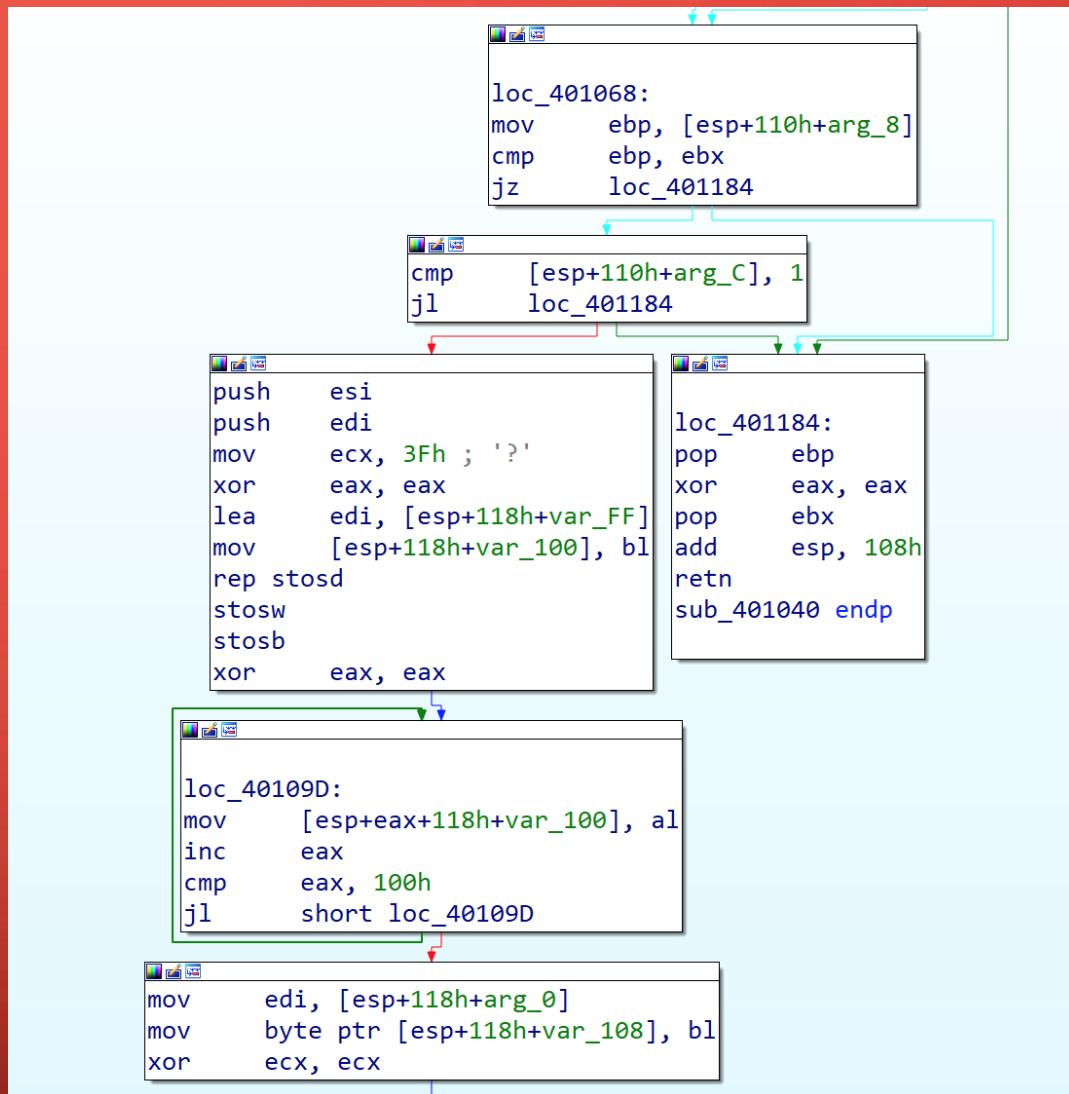 loc_401068:
mov ebp, [esp+110h+arg_8]
cmp ebp, ebx
jz loc_401184
cmp [esp+110h+arg_C], 1
jl loc_401184
push esi
push edi
mov ecx, 3Fh ; '?'
xor eax, eax
lea edi, [esp+118h+var_FF]
mov [esp+118h+var_100], bl
rep stosd
stosw
stosb
xor eax, eax
loc_401184:
pop ebp
xor eax, eax
pop ebx
add esp, 108h
retn
sub_401040 endp
loc_40109D:
mov [esp+eax+118h+var_100], al
inc eax
cmp eax, 100h
jl short loc_40109D
mov edi, [esp+118h+arg_0]
mov byte ptr [esp+118h+var_108], bl
xor ecx, ecx